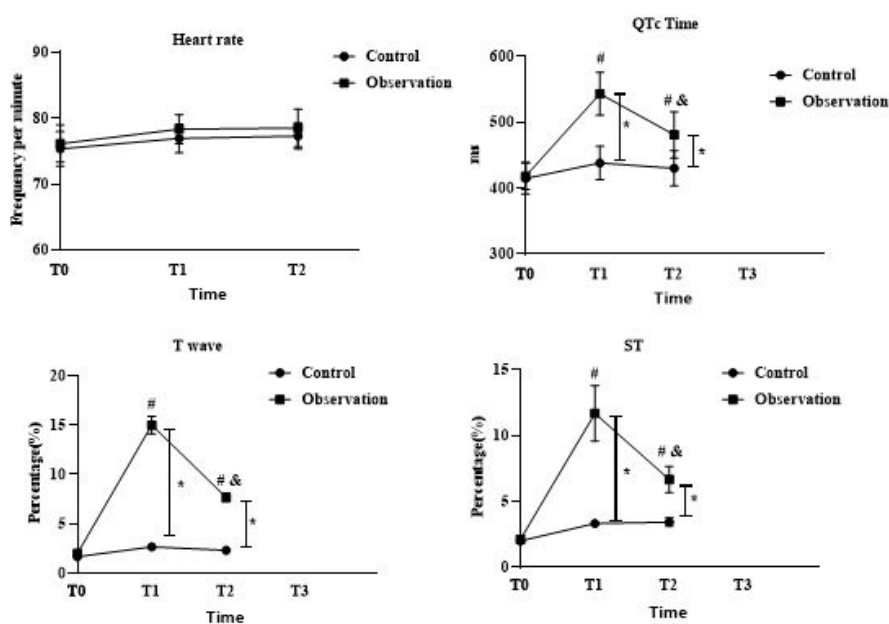 Heart rate
Control
Observation
Frequency per minute
90
80
70
60
T0
T1
T2
Time
QTc Time
Control
Observation
ms
600
500
400
300
#
# &
*
*
T0
T1
T2
T3
Time
T wave
Control
Observation
Percentage(%)
20
15
10
5
0
#
# &
*
*
T0
T1
T2
T3
Time
ST
Control
Observation
Percentage(%)
15
10
5
0
#
# &
*
*
T0
T1
T2
T3
Time